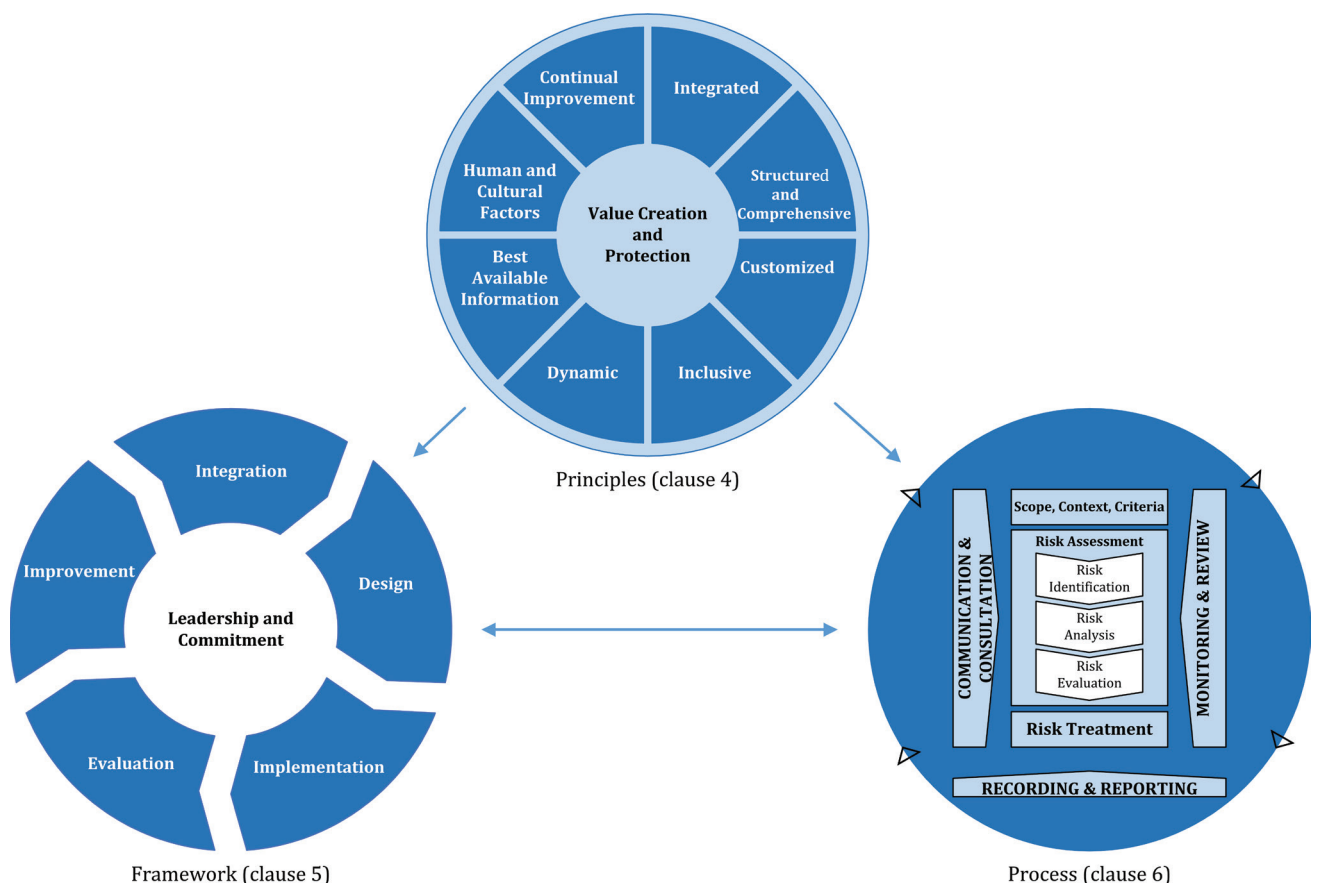 Continual
Improvement
Integrated
Structured
and
Comprehensive
Customized
Inclusive
Dynamic
Best
Available
Information
Human and
Cultural
Factors
Value Creation
and
Protection
Principles (clause 4)
Integration
Design
Implementation
Evaluation
Improvement
Leadership and
Commitment
Framework (clause 5)
Scope, Context, Criteria
Risk Assessment
Risk
Identification
Risk
Analysis
Risk
Evaluation
Risk Treatment
COMMUNICATION &
CONSULTATION
MONITORING & REVIEW
RECORDING & REPORTING
Process (clause 6)